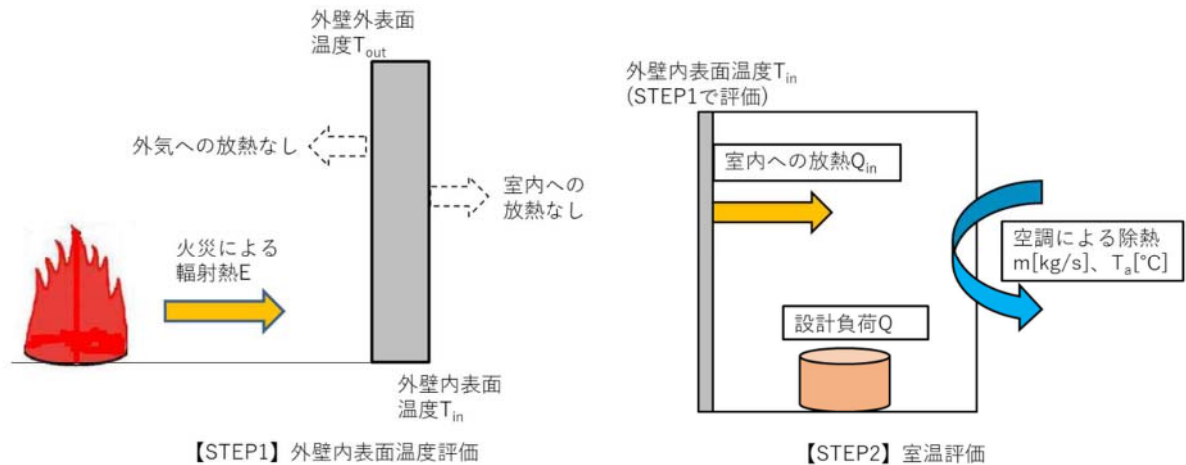 外壁外表面
温度Tout
外気への放熱なし
室内への
放熱なし
火災による
輻射熱E
外壁内表面
温度Tin
【STEP1】外壁内表面温度評価
外壁内表面温度Tin
(STEP1で評価)
室内への放熱Qin
空調による除熱
m[kg/s]、Ta[°C]
設計負荷Q
【STEP2】室温評価